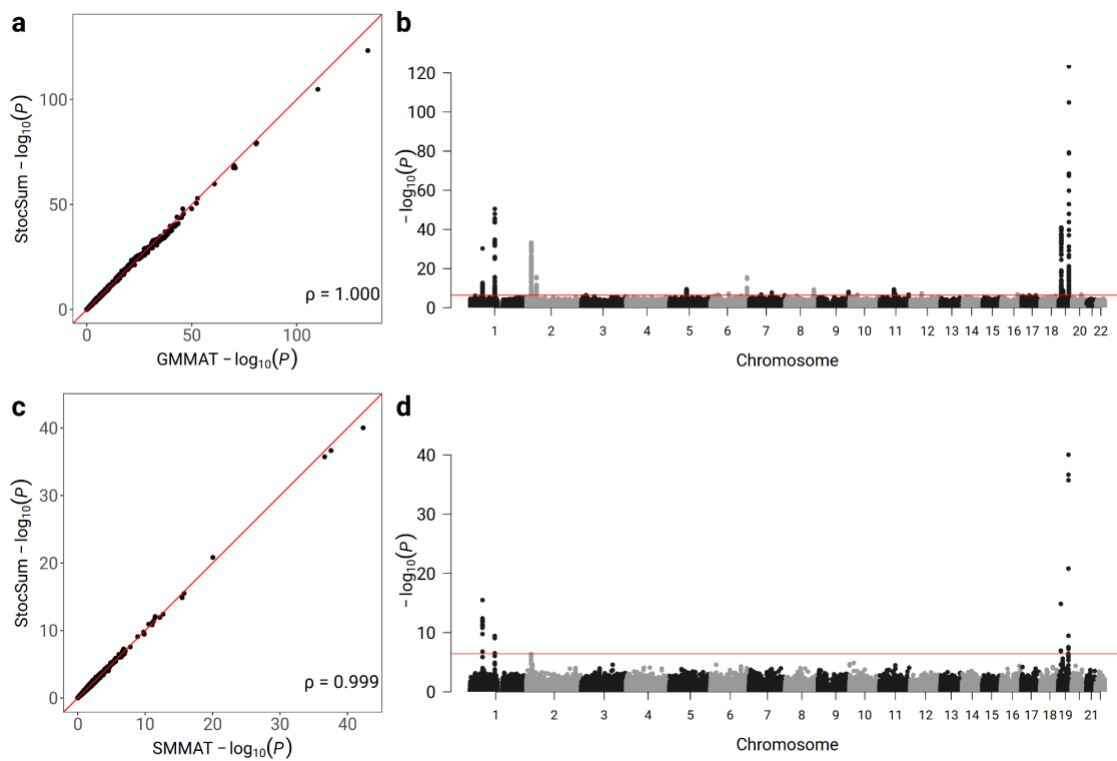 a
StocSum − log10(P)
100
50
0
ρ = 1.000
0
50
100
GMMAT − log10(P)
b
− log10(P)
120
100
80
60
40
20
0
1 2 3 4 5 6 7 8 9 10 11 12 13 14 15 16 18 20 22
Chromosome
c
StocSum − log10(P)
40
30
20
10
0
ρ = 0.999
0
10
20
30
40
SMMAT − log10(P)
d
− log10(P)
40
30
20
10
0
1 2 3 4 5 6 7 8 9 10 11 12 13 14 15 16 17 18 19 21
Chromosome